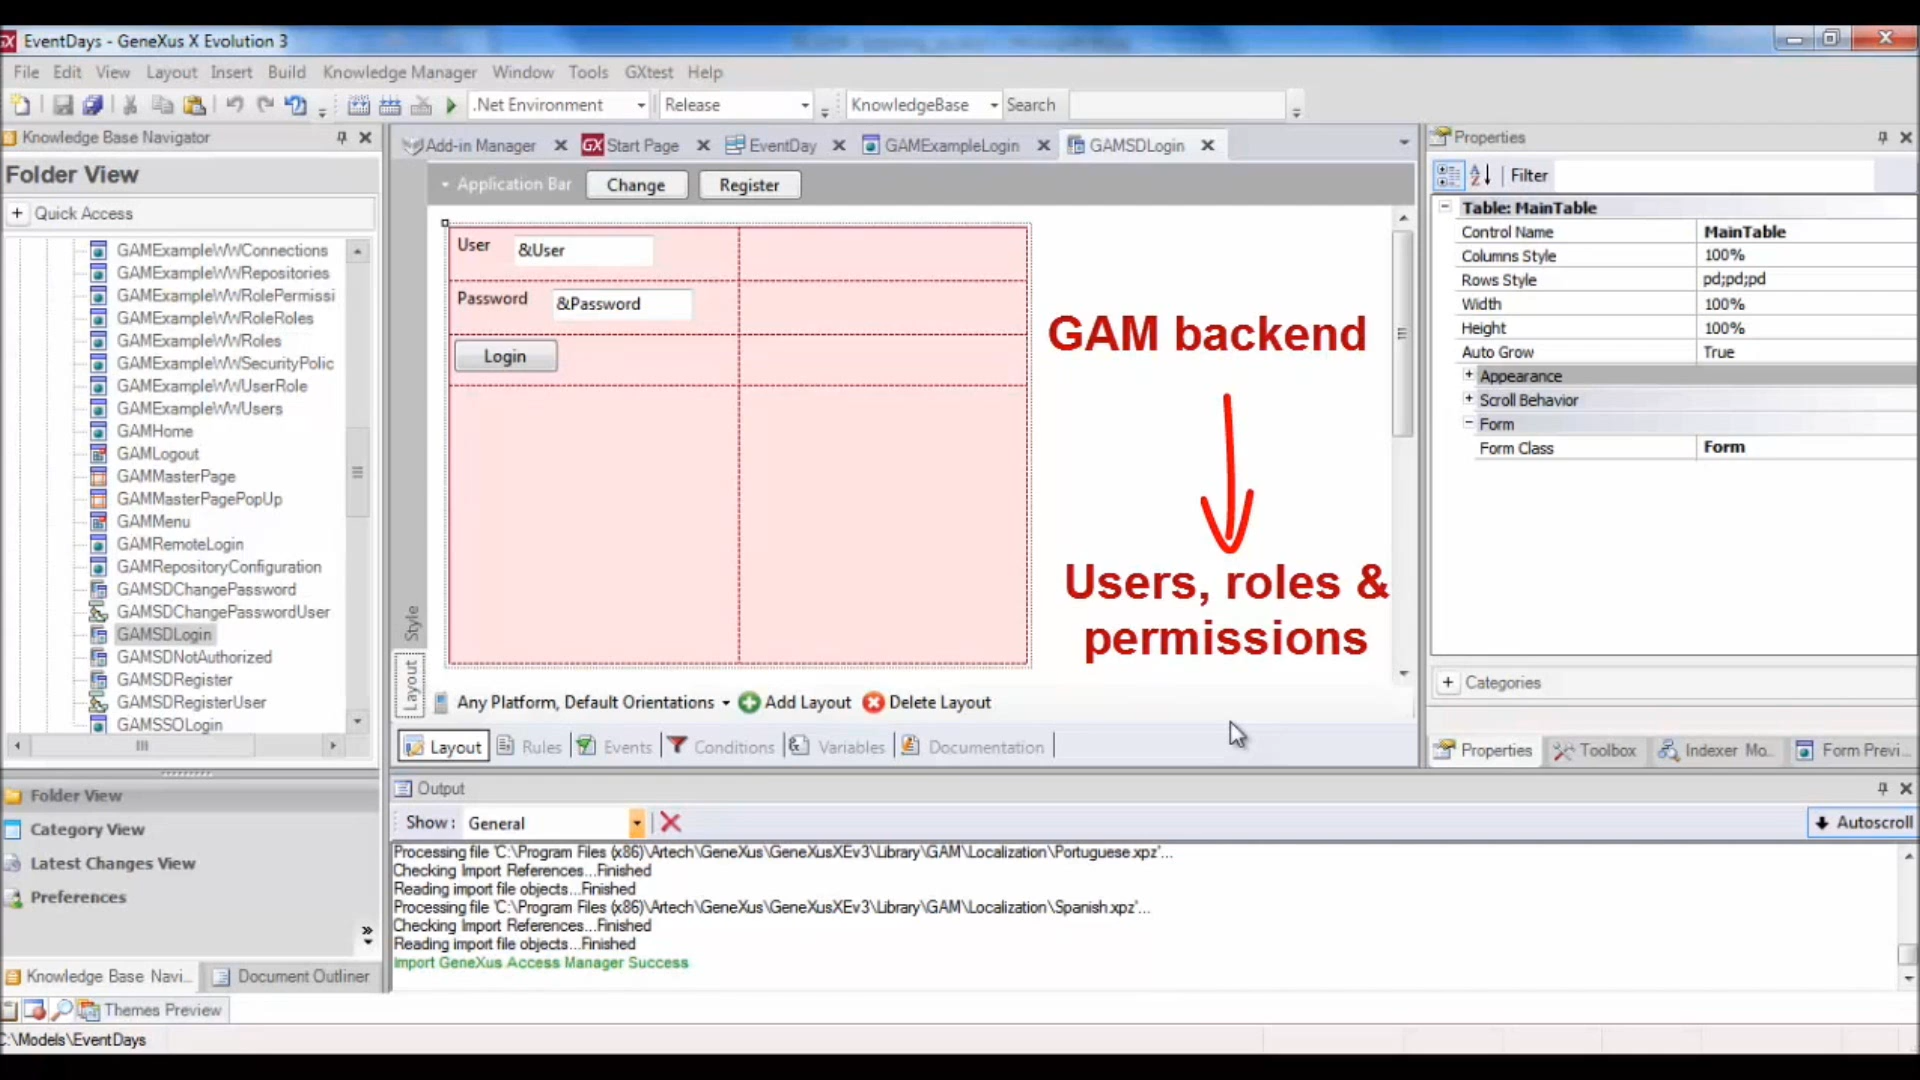 EventDays - GeneXus X Evolution 3
File Edit View Layout Insert Build Knowledge Manager Window Tools GXtest Help
.Net Environment Release KnowledgeBase Search
Knowledge Base Navigator
Folder View
Quick Access
GAMExampleWWConnections
GAMExampleWWRepositories
GAMExampleWWRolePermissi
GAMExampleWWRoleRoles
GAMExampleWWRoles
GAMExampleWWSecurityPolic
GAMExampleWWUserRole
GAMExampleWWUsers
GAMHome
GAMLogout
GAMMasterPage
GAMMasterPagePopUp
GAMMenu
GAMRemoteLogin
GAMRepositoryConfiguration
GAMSDChangePassword
GAMSDChangePasswordUser
GAMSDLogin
GAMSDNotAuthorized
GAMSDRegister
GAMSDRegisterUser
GAMSSOLogin
Folder View
Category View
Latest Changes View
Preferences
Knowledge Base Navi... Document Outliner
Themes Preview
C:\Models\EventDays
Add-in Manager Start Page EventDay GAMExampleLogin GAMSDLogin
Application Bar Change Register
User &User
Password &Password
Login
GAM backend
Users, roles &
permissions
Style
Layout
Any Platform, Default Orientations Add Layout Delete Layout
Layout Rules Events Conditions Variables Documentation
Output
Show: General
Autoscroll
Processing file 'C:\Program Files (x86)\Artech\GeneXus\GeneXusXEv3\Library\GAM\Localization\Portuguese.xpz'...
Checking Import References...Finished
Reading import file objects...Finished
Processing file 'C:\Program Files (x86)\Artech\GeneXus\GeneXusXEv3\Library\GAM\Localization\Spanish.xpz'...
Checking Import References...Finished
Reading import file objects...Finished
Import GeneXus Access Manager Success
Properties
Filter
Table: MainTable
Control Name MainTable
Columns Style 100%
Rows Style pd;pd;pd
Width 100%
Height 100%
Auto Grow True
Appearance
Scroll Behavior
Form
Form Class Form
Categories
Properties Toolbox Indexer Mo... Form Previ...